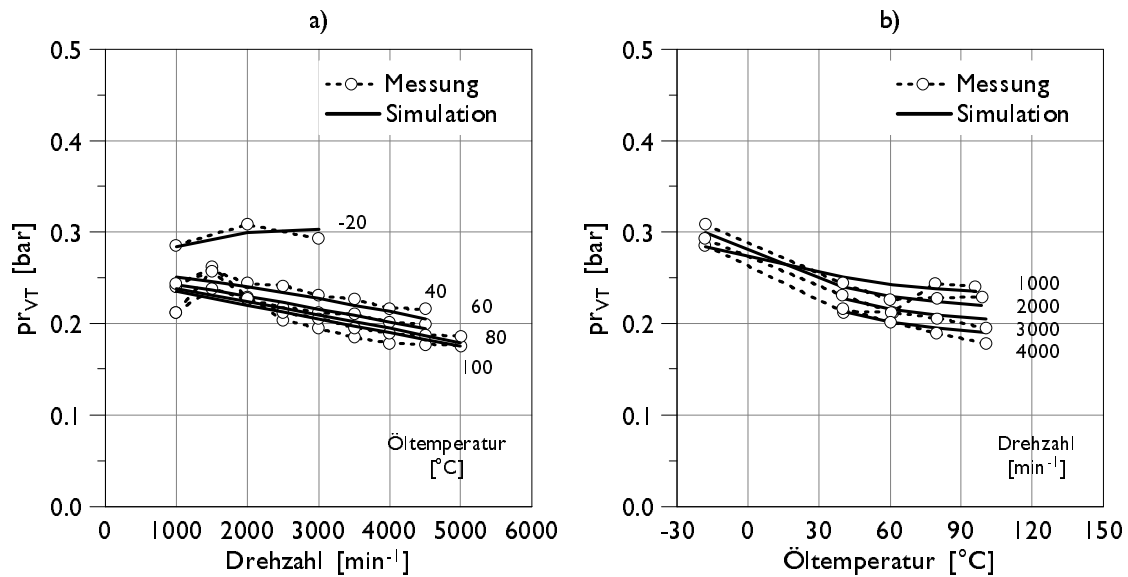 a)
0.5
0.4
0.3
0.2
0.1
0.0
pr_VT [bar]
Messung
Simulation
-20
40
60
80
100
Öltemperatur
[°C]
0 1000 2000 3000 4000 5000 6000
Drehzahl [min⁻¹]
b)
0.5
0.4
0.3
0.2
0.1
0.0
pr_VT [bar]
Messung
Simulation
1000
2000
3000
4000
Drehzahl
[min⁻¹]
-30 0 30 60 90 120 150
Öltemperatur [°C]